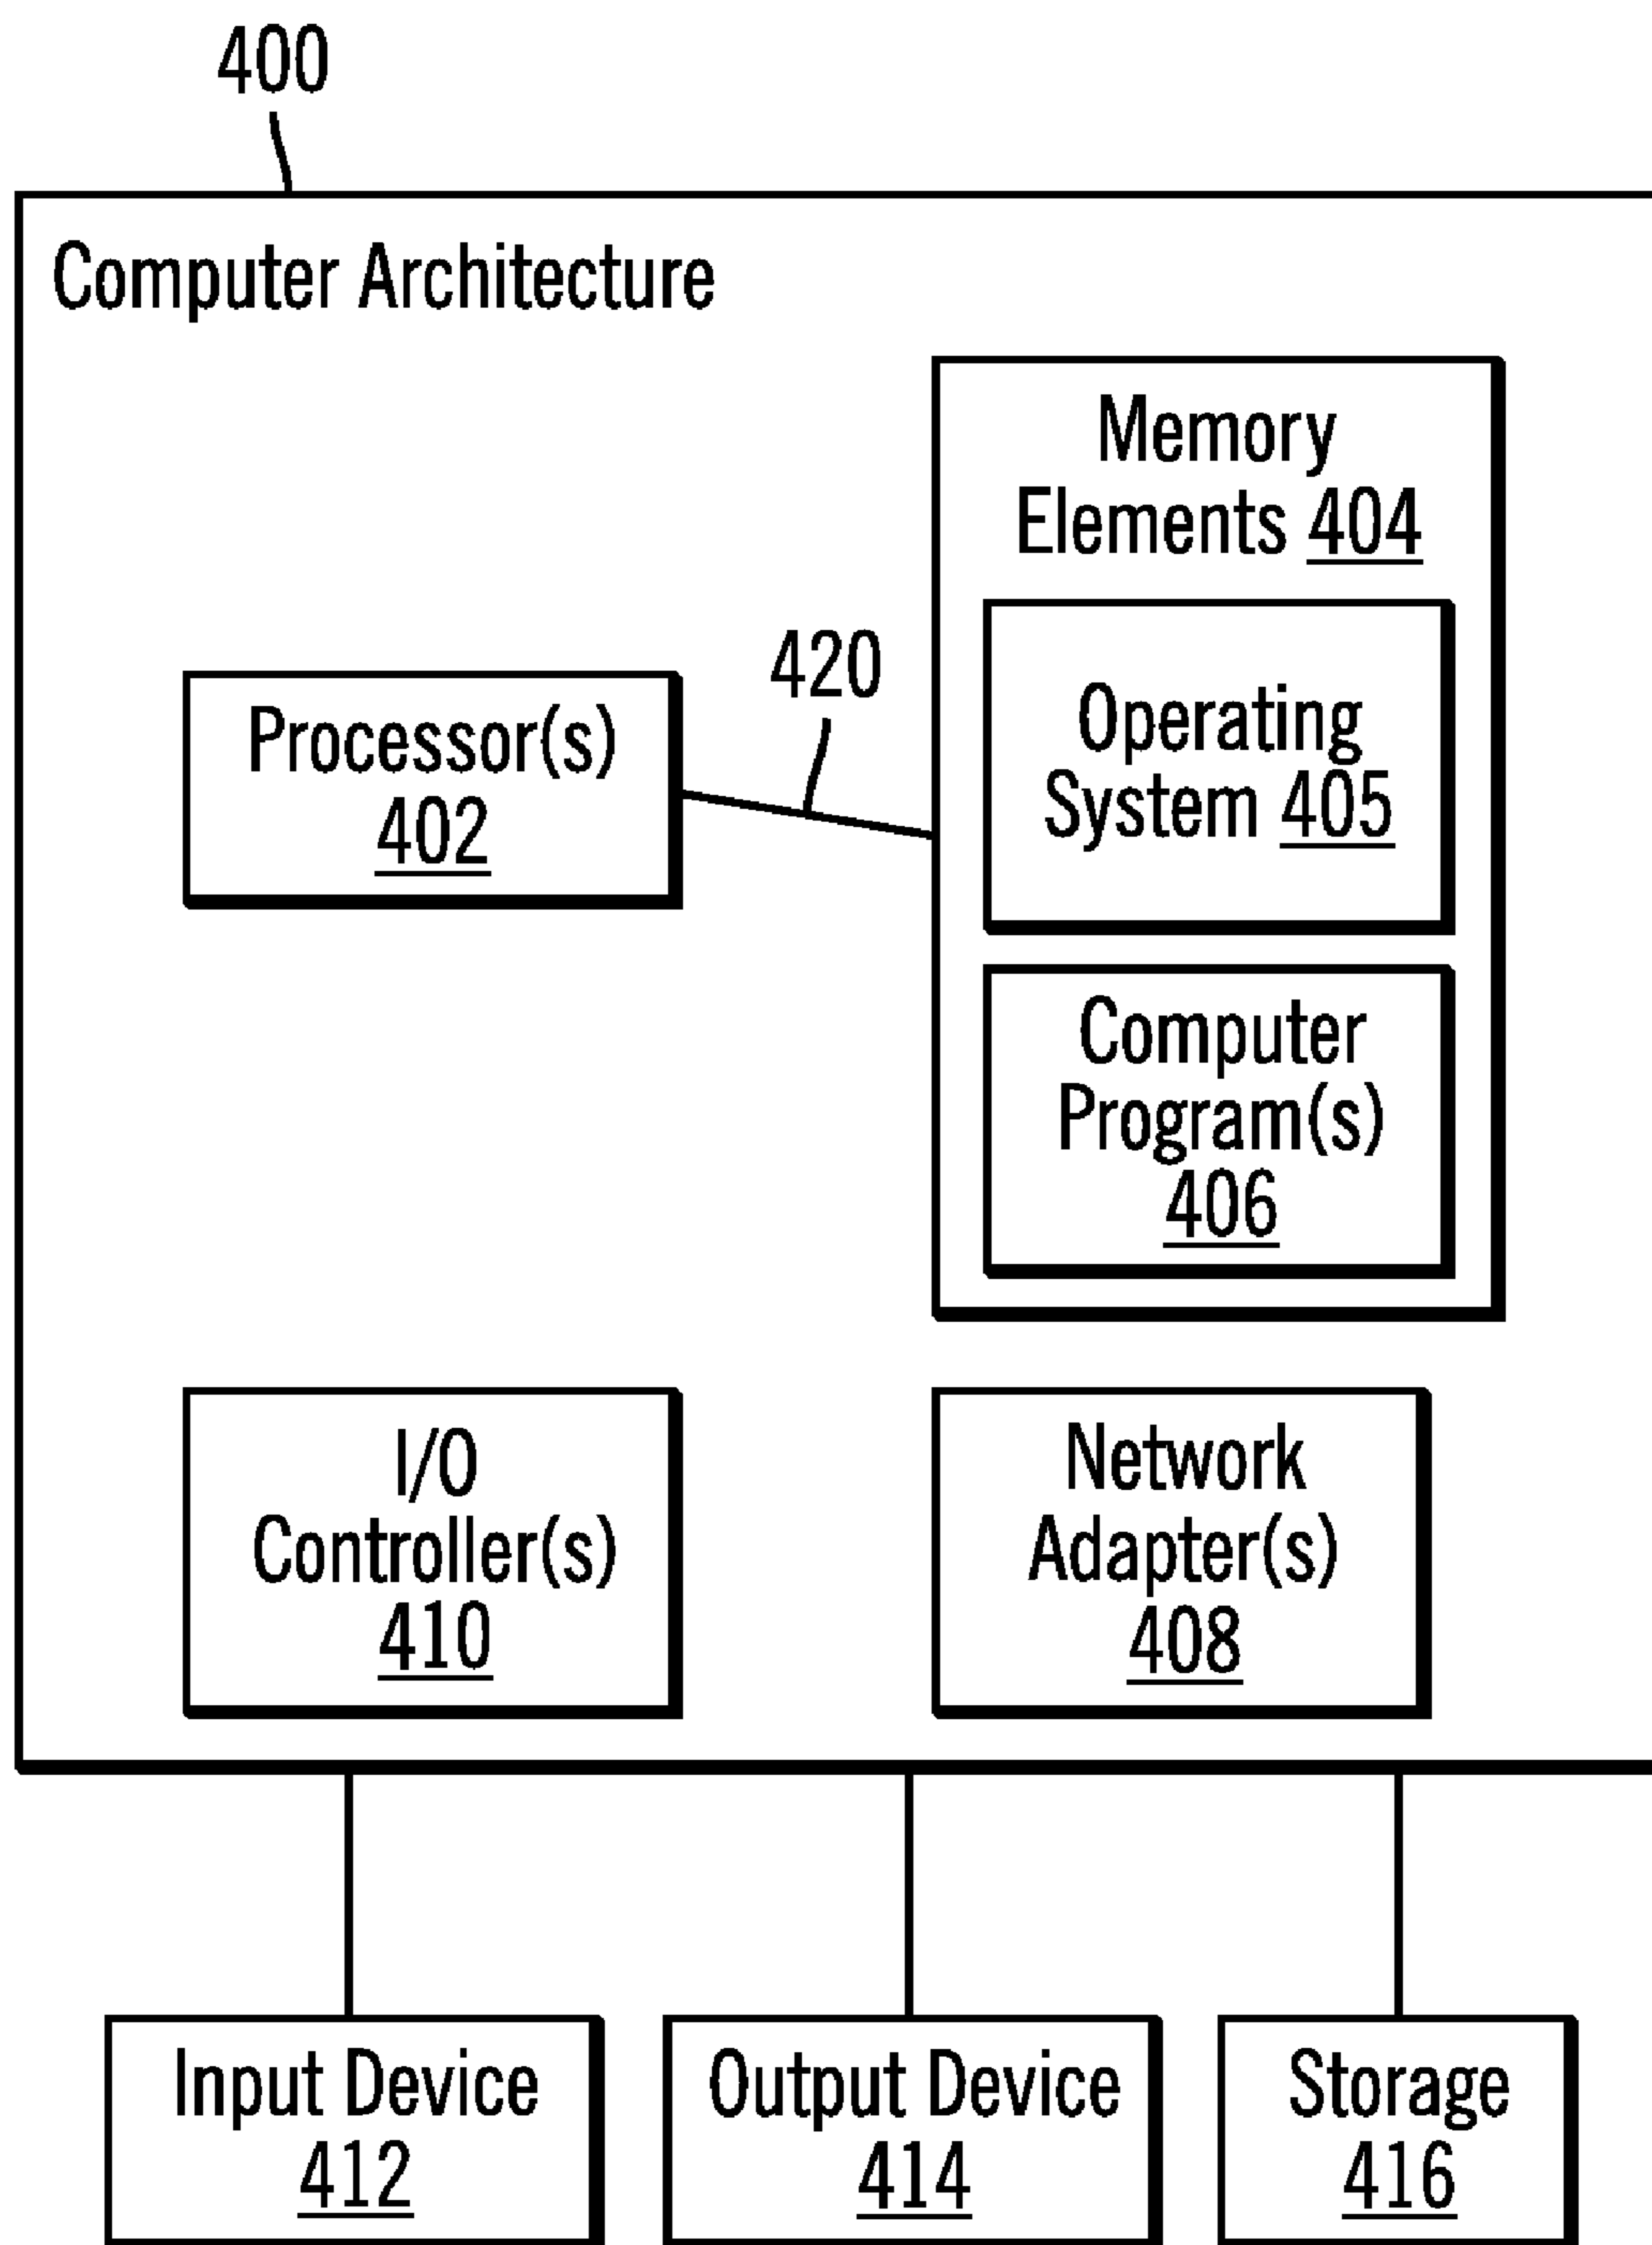 400
Computer Architecture
Memory
Elements 404
420
Operating
System 405
Processor(s)
402
Computer
Program(s)
406
I/O
Controller(s)
410
Network
Adapter(s)
408
Input Device
412
Output Device
414
Storage
416